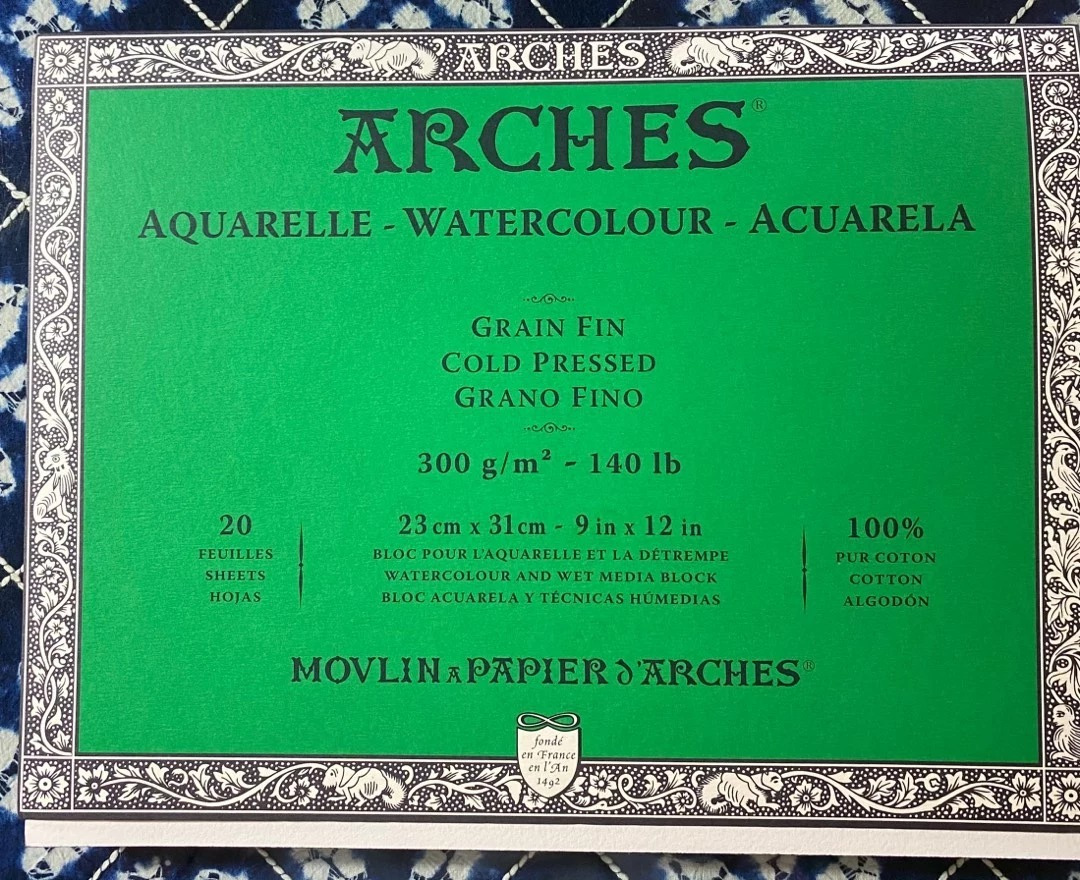 ARCHES
ARCHES®
AQUARELLE - WATERCOLOUR - ACUARELA
GRAIN FIN
COLD PRESSED
GRANO FINO
300 g/m² - 140 lb
20
FEUILLES
SHEETS
HOJAS
23 cm x 31 cm - 9 in x 12 in
BLOC POUR L'AQUARELLE ET LA DÉTREMPE
WATERCOLOUR AND WET MEDIA BLOCK
BLOC ACUARELA Y TÉCNICAS HÚMEDIAS
100%
PUR COTON
COTTON
ALGODÓN
MOVLIN A PAPIER d'ARCHES®
fondé
en France
en l'An
1492